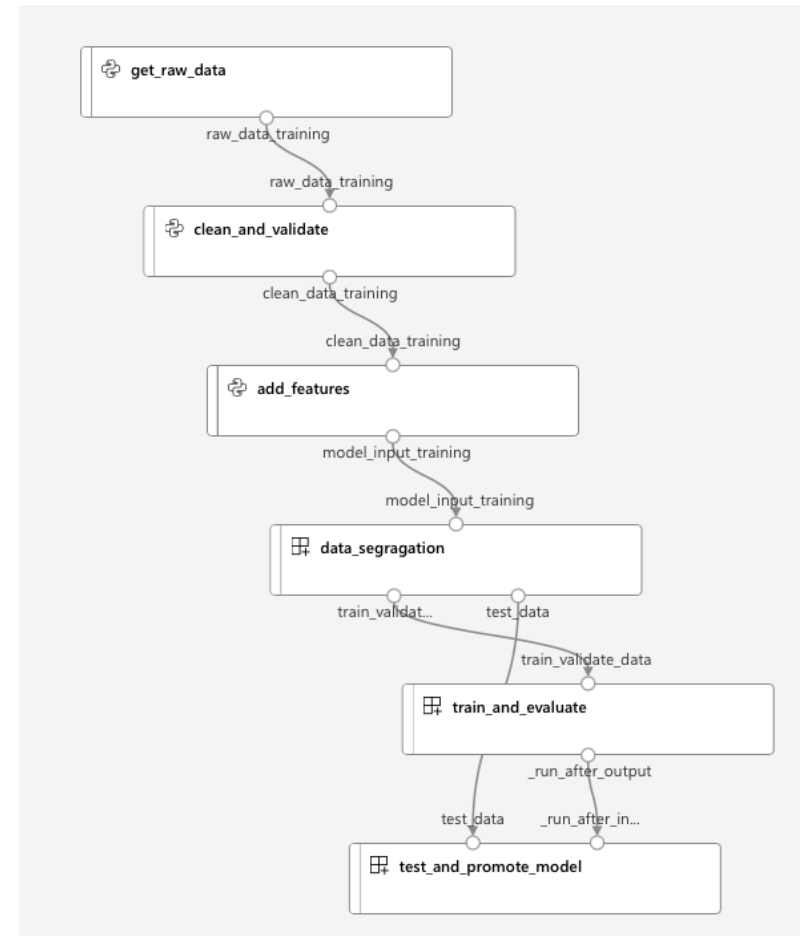 get_raw_data
raw_data_training
raw_data_training
clean_and_validate
clean_data_training
clean_data_training
add_features
model_input_training
model_input_training
data_segragation
train_validat... test_data
train_validate_data
train_and_evaluate
_run_after_output
test_data _run_after_in...
test_and_promote_model